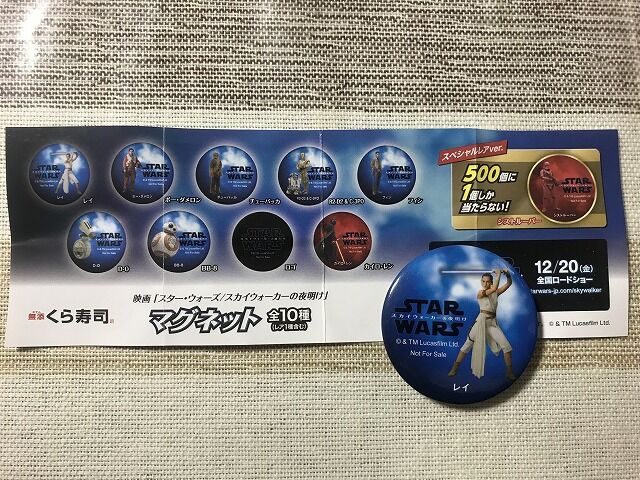 レイ
ポー・ダメロン
チューバッカ
R2-D2 & C-3PO
フィン
D-O
BB-8
ロゴ
カイロ・レン
スペシャルレアver.
500個に
1個しか
当たらない!
シストルーパー
映画「スター・ウォーズ/スカイウォーカーの夜明け」
マグネット 全10種
(レア1種含む)
無添 くら寿司
12/20(金)
全国ロードショー
starwars-jp.com/skywalker
© & TM Lucasfilm Ltd.
STAR
スカイウォーカーの夜明け
WARS
© & TM Lucasfilm Ltd.
Not For Sale
レイ